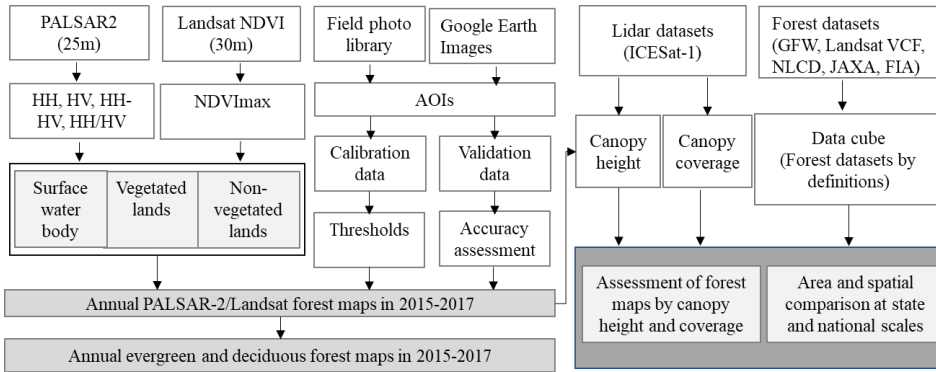 PALSAR2
(25m)
Landsat NDVI
(30m)
Field photo
library
Google Earth
Images
Lidar datasets
(ICESat-1)
Forest datasets
(GFW, Landsat VCF,
NLCD, JAXA, FIA)
HH, HV, HH-
HV, HH/HV
NDVImax
AOIs
Canopy
height
Canopy
coverage
Data cube
(Forest datasets by
definitions)
Calibration
data
Validation
data
Surface
water
body
Vegetated
lands
Non-
vegetated
lands
Thresholds
Accuracy
assessment
Annual PALSAR-2/Landsat forest maps in 2015-2017
Annual evergreen and deciduous forest maps in 2015-2017
Assessment of forest
maps by canopy
height and coverage
Area and spatial
comparison at state
and national scales